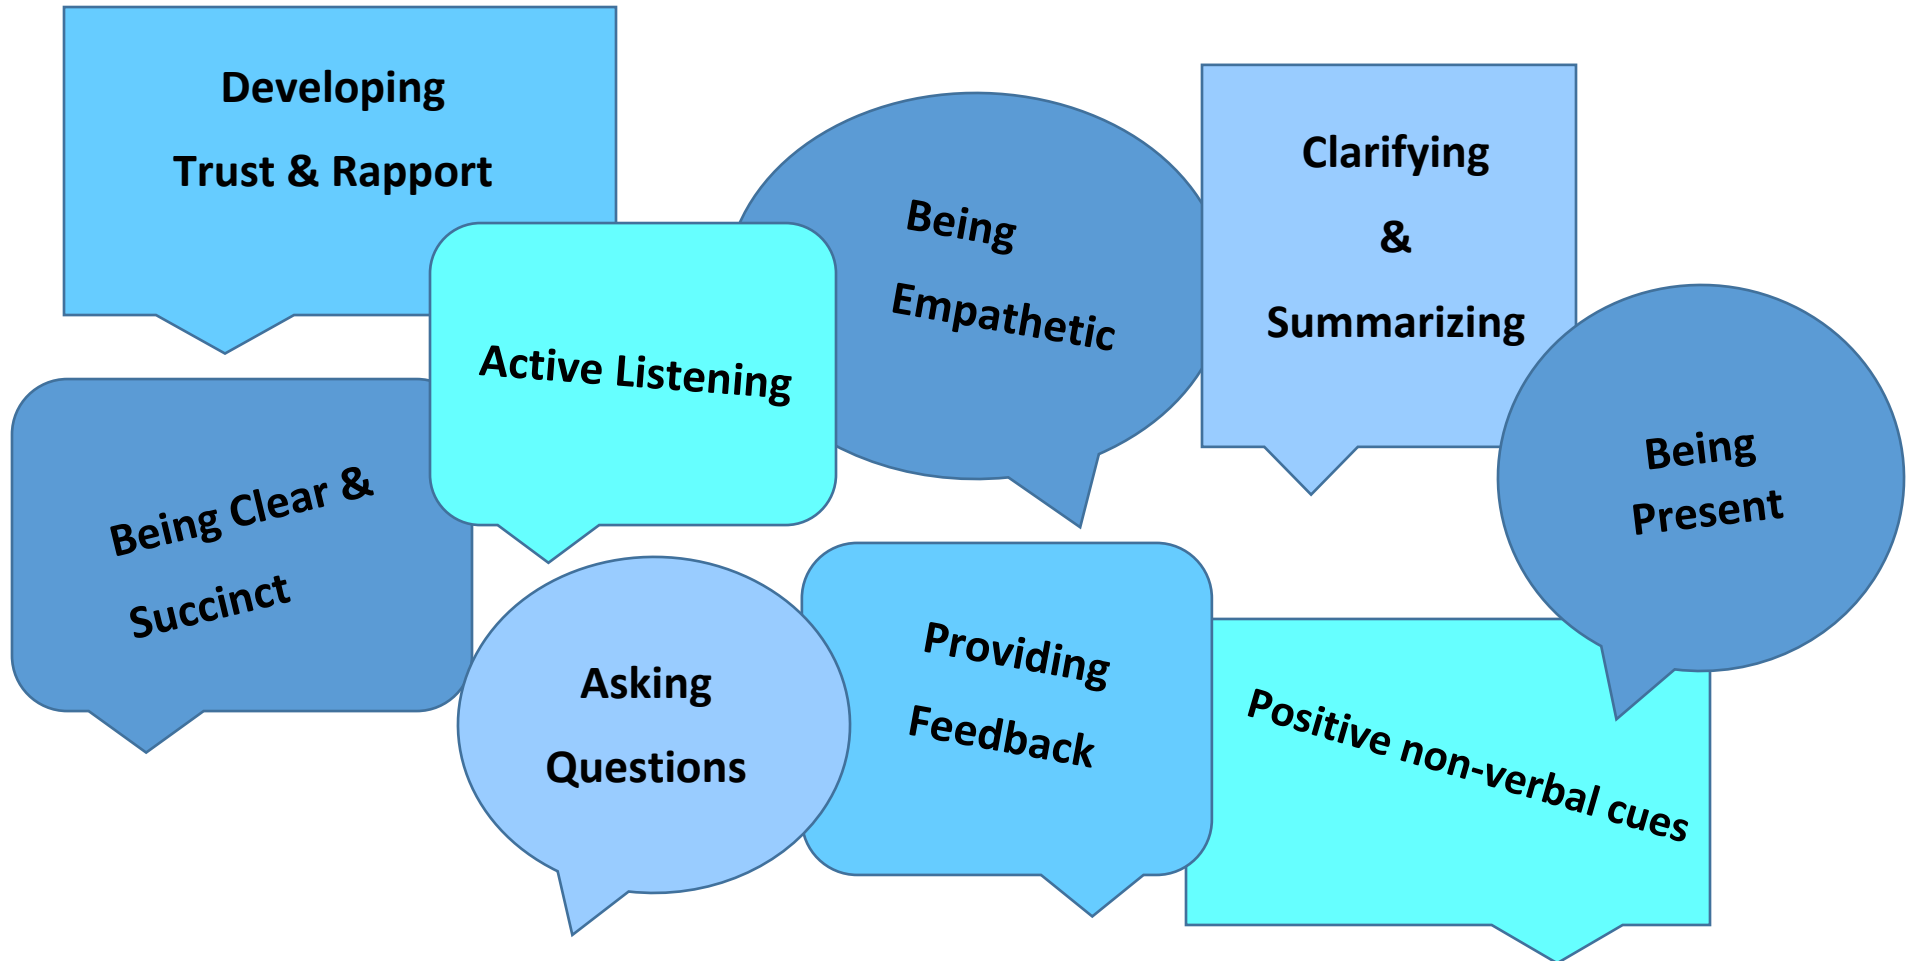 Developing
Trust & Rapport
Active Listening
Being
Empathetic
Clarifying
&
Summarizing
Being
Present
Being Clear &
Succinct
Asking
Questions
Providing
Feedback
Positive non-verbal cues